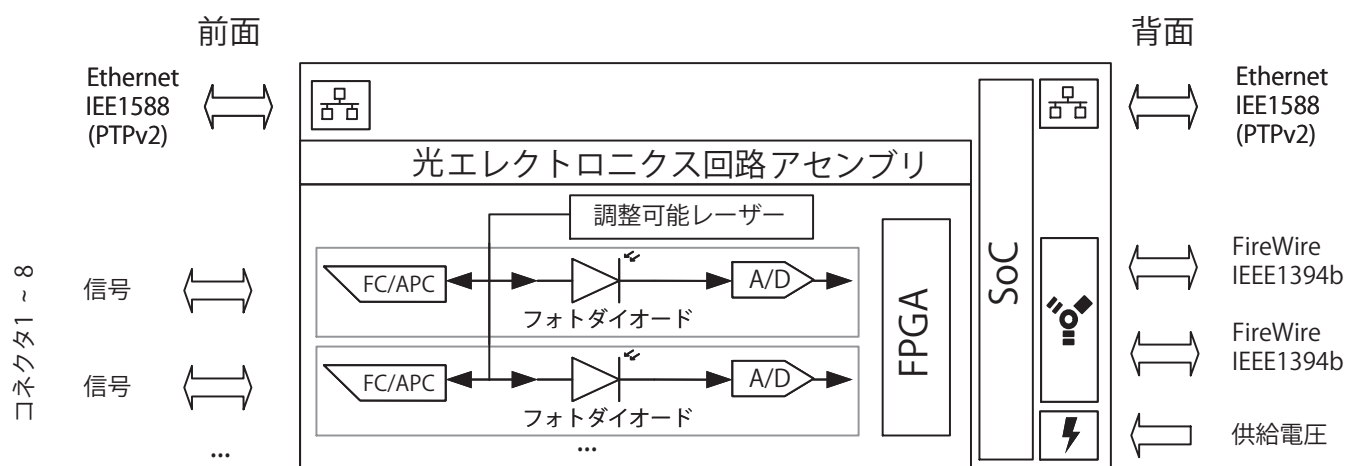 前面
背面
Ethernet
IEE1588
(PTPv2)
Ethernet
IEE1588
(PTPv2)
光エレクトロニクス回路アセンブリ
調整可能レーザー
コネクタ1 ~ 8
信号
FC/APC
A/D
フォトダイオード
信号
FC/APC
A/D
フォトダイオード
...
...
FPGA
SoC
FireWire
IEEE1394b
FireWire
IEEE1394b
供給電圧